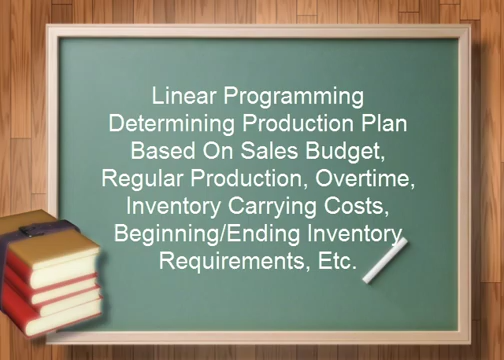 Linear Programming
Determining Production Plan
Based On Sales Budget,
Regular Production, Overtime,
Inventory Carrying Costs,
Beginning/Ending Inventory
Requirements, Etc.